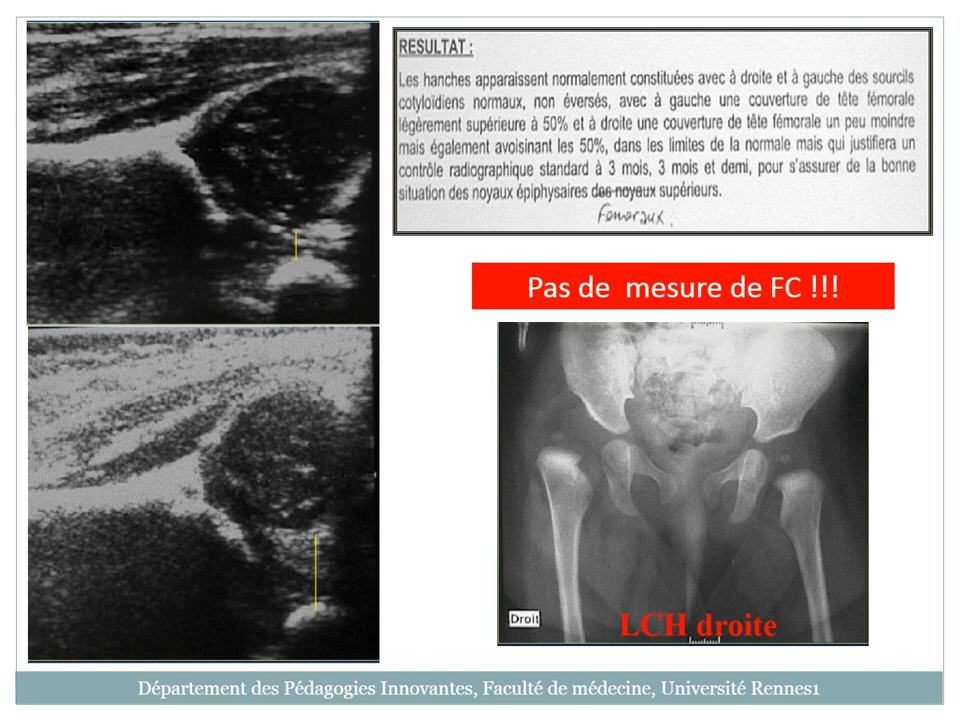 RESULTAT :
Les hanches apparaissent normalement constituées avec à droite et à gauche des sourcils
cotyloïdiens normaux, non éversés, avec à gauche une couverture de tête fémorale
légèrement supérieure à 50% et à droite une couverture de tête fémorale un peu moindre
mais également avoisinant les 50%, dans les limites de la normale mais qui justifiera un
contrôle radiographique standard à 3 mois, 3 mois et demi, pour s'assurer de la bonne
situation des noyaux épiphysaires des noyaux supérieurs.
Femoraux.
Pas de mesure de FC !!!
Droit
LCH droite
Département des Pédagogies Innovantes, Faculté de médecine, Université Rennes1